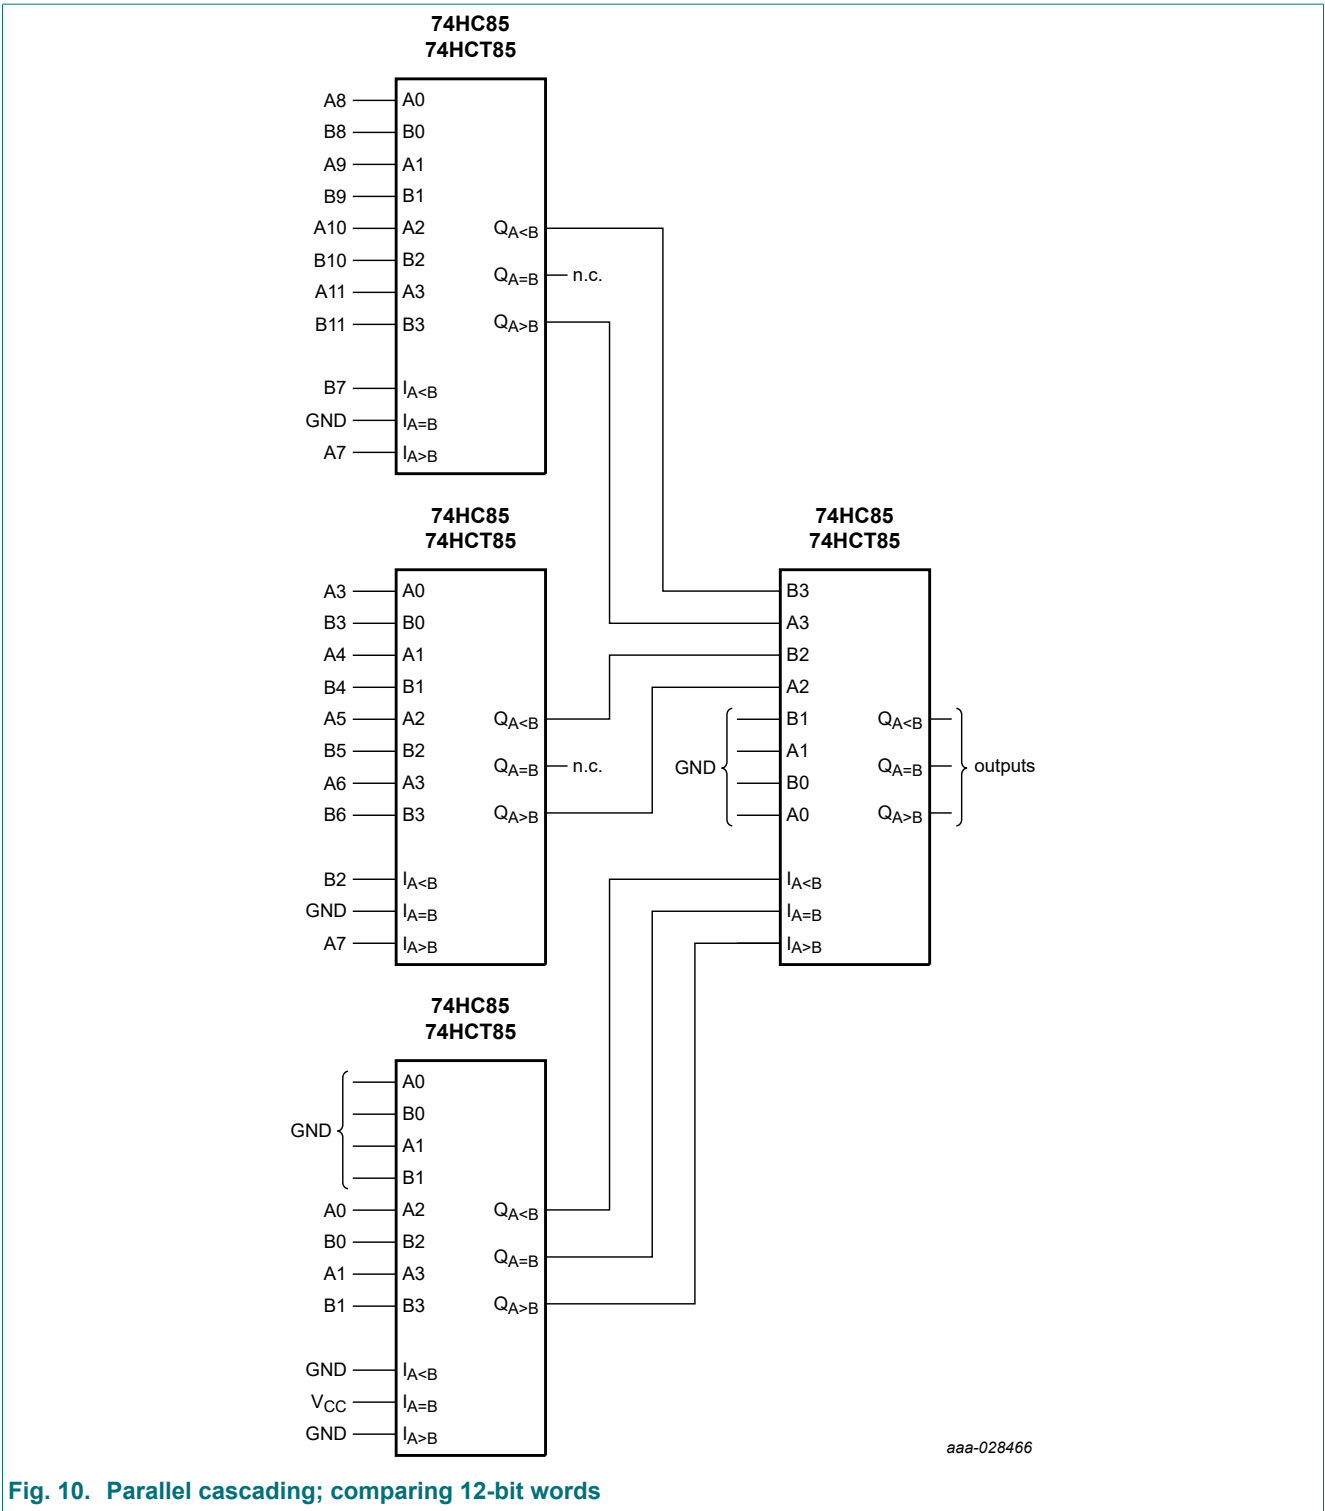 74HC85
74HCT85
A8 A0
B8 B0
A9 A1
B9 B1
A10 A2 QA<B
B10 B2
QA=B n.c.
A11 A3
B11 B3 QA>B
B7 IA<B
GND IA=B
A7 IA>B
74HC85
74HCT85
A3 A0
B3 B0
A4 A1
B4 B1
A5 A2 QA<B
B5 B2
QA=B n.c.
A6 A3
B6 B3 QA>B
B2 IA<B
GND IA=B
A7 IA>B
74HC85
74HCT85
B3
A3
B2
A2
B1 QA<B
A1
GND QA=B outputs
B0
A0 QA>B
IA<B
IA=B
IA>B
74HC85
74HCT85
A0
B0
GND
A1
B1
A0 A2 QA<B
B0 B2
QA=B
A1 A3
B1 B3 QA>B
GND IA<B
VCC IA=B
GND IA>B
aaa-028466
Fig. 10. Parallel cascading; comparing 12-bit words